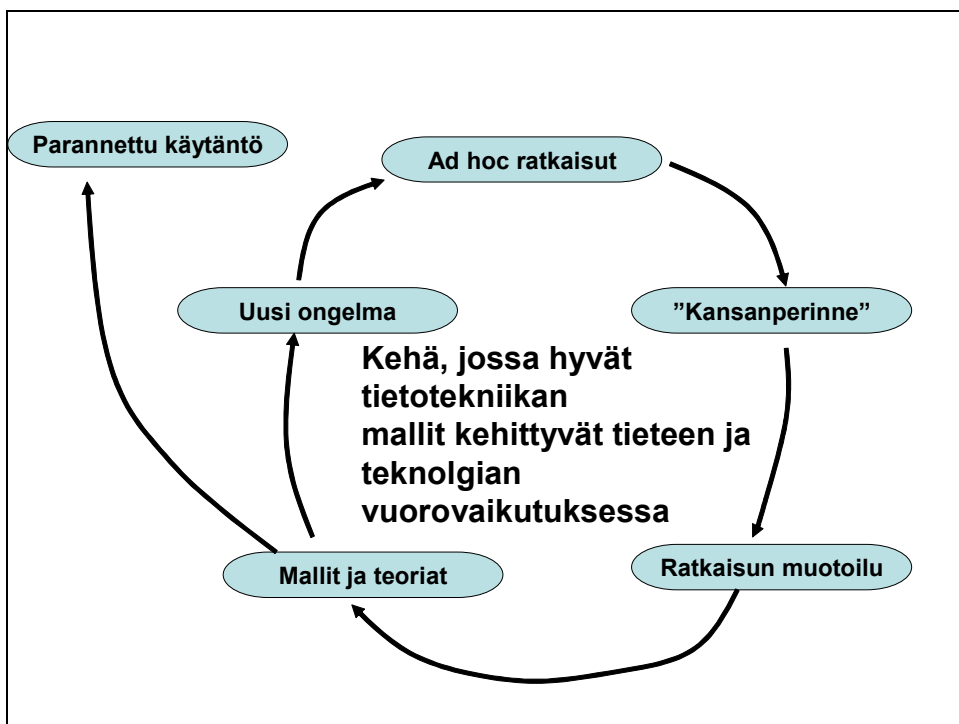 Parannettu käytäntö
Ad hoc ratkaisut
Uusi ongelma
”Kansanperinne”
Kehä, jossa hyvät
tietotekniikan
mallit kehittyvät tieteen ja
teknolgian
vuorovaikutuksessa
Mallit ja teoriat
Ratkaisun muotoilu